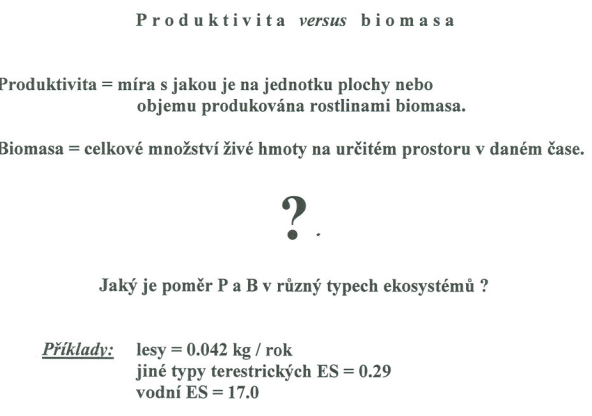 Produktivita versus biomasa
Produktivita = míra s jakou je na jednotku plochy nebo
objemu produkována rostlinami biomasa.
Biomasa = celkové množství živé hmoty na určitém prostoru v daném čase.
?
Jaký je poměr P a B v různý typech ekosystémů ?
Příklady: lesy = 0.042 kg / rok
jiné typy terestrických ES = 0.29
vodní ES = 17.0